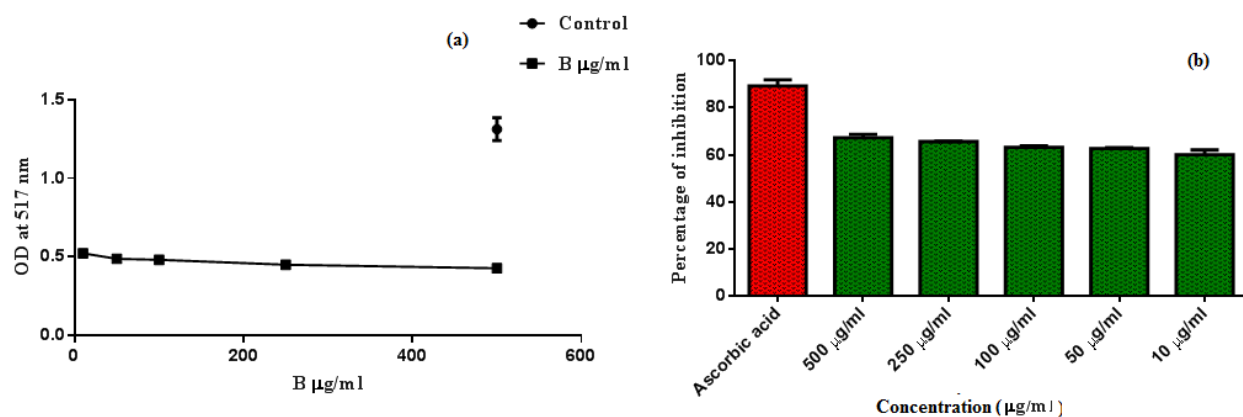 (a)
Control
B µg/ml
1.5
1.0
0.5
0.0
OD at 517 nm
0
200
400
600
B µg/ml
(b)
100
80
60
40
20
0
Percentage of inhibition
Ascorbic acid
500 µg/ml
250 µg/ml
100 µg/ml
50 µg/ml
10 µg/ml
Concentration (µg/ml)